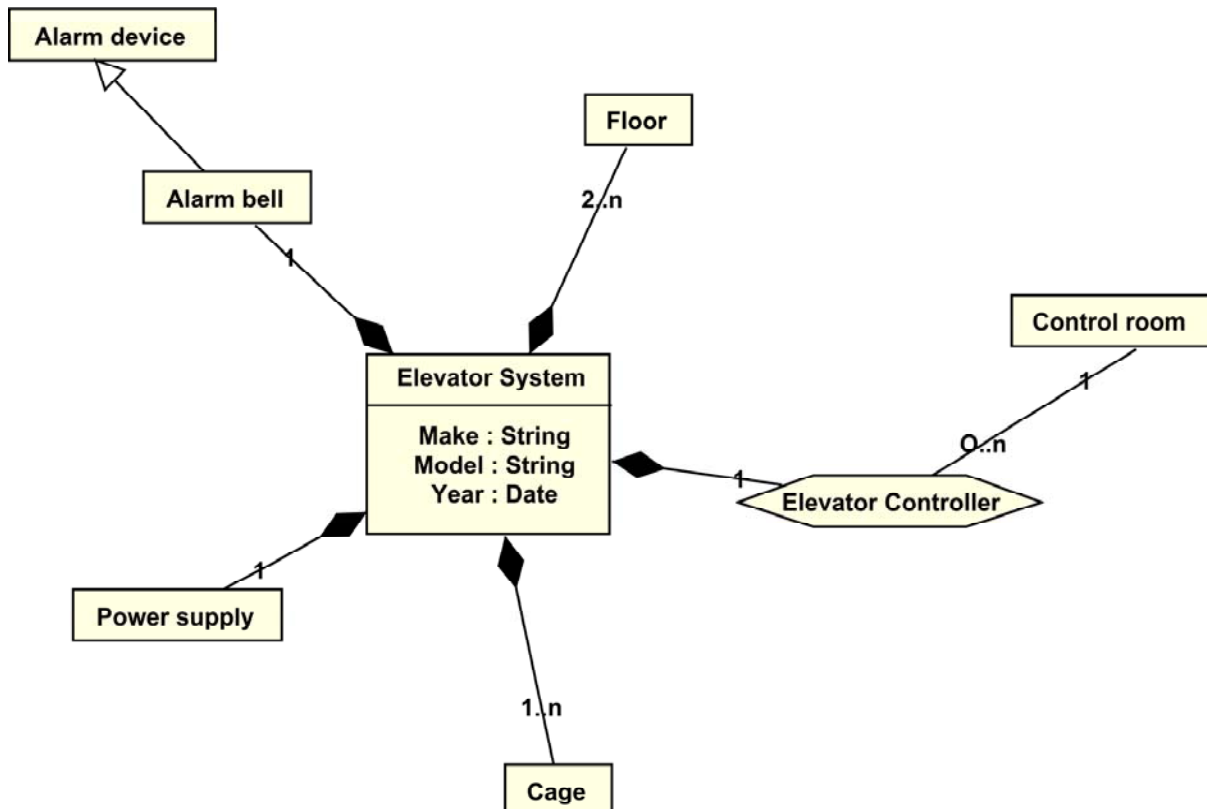 Alarm device
Floor
Alarm bell
2..n
1
Control room
Elevator System
1
Make : String
Model : String
Year : Date
O..n
1
Elevator Controller
1
Power supply
1..n
Cage